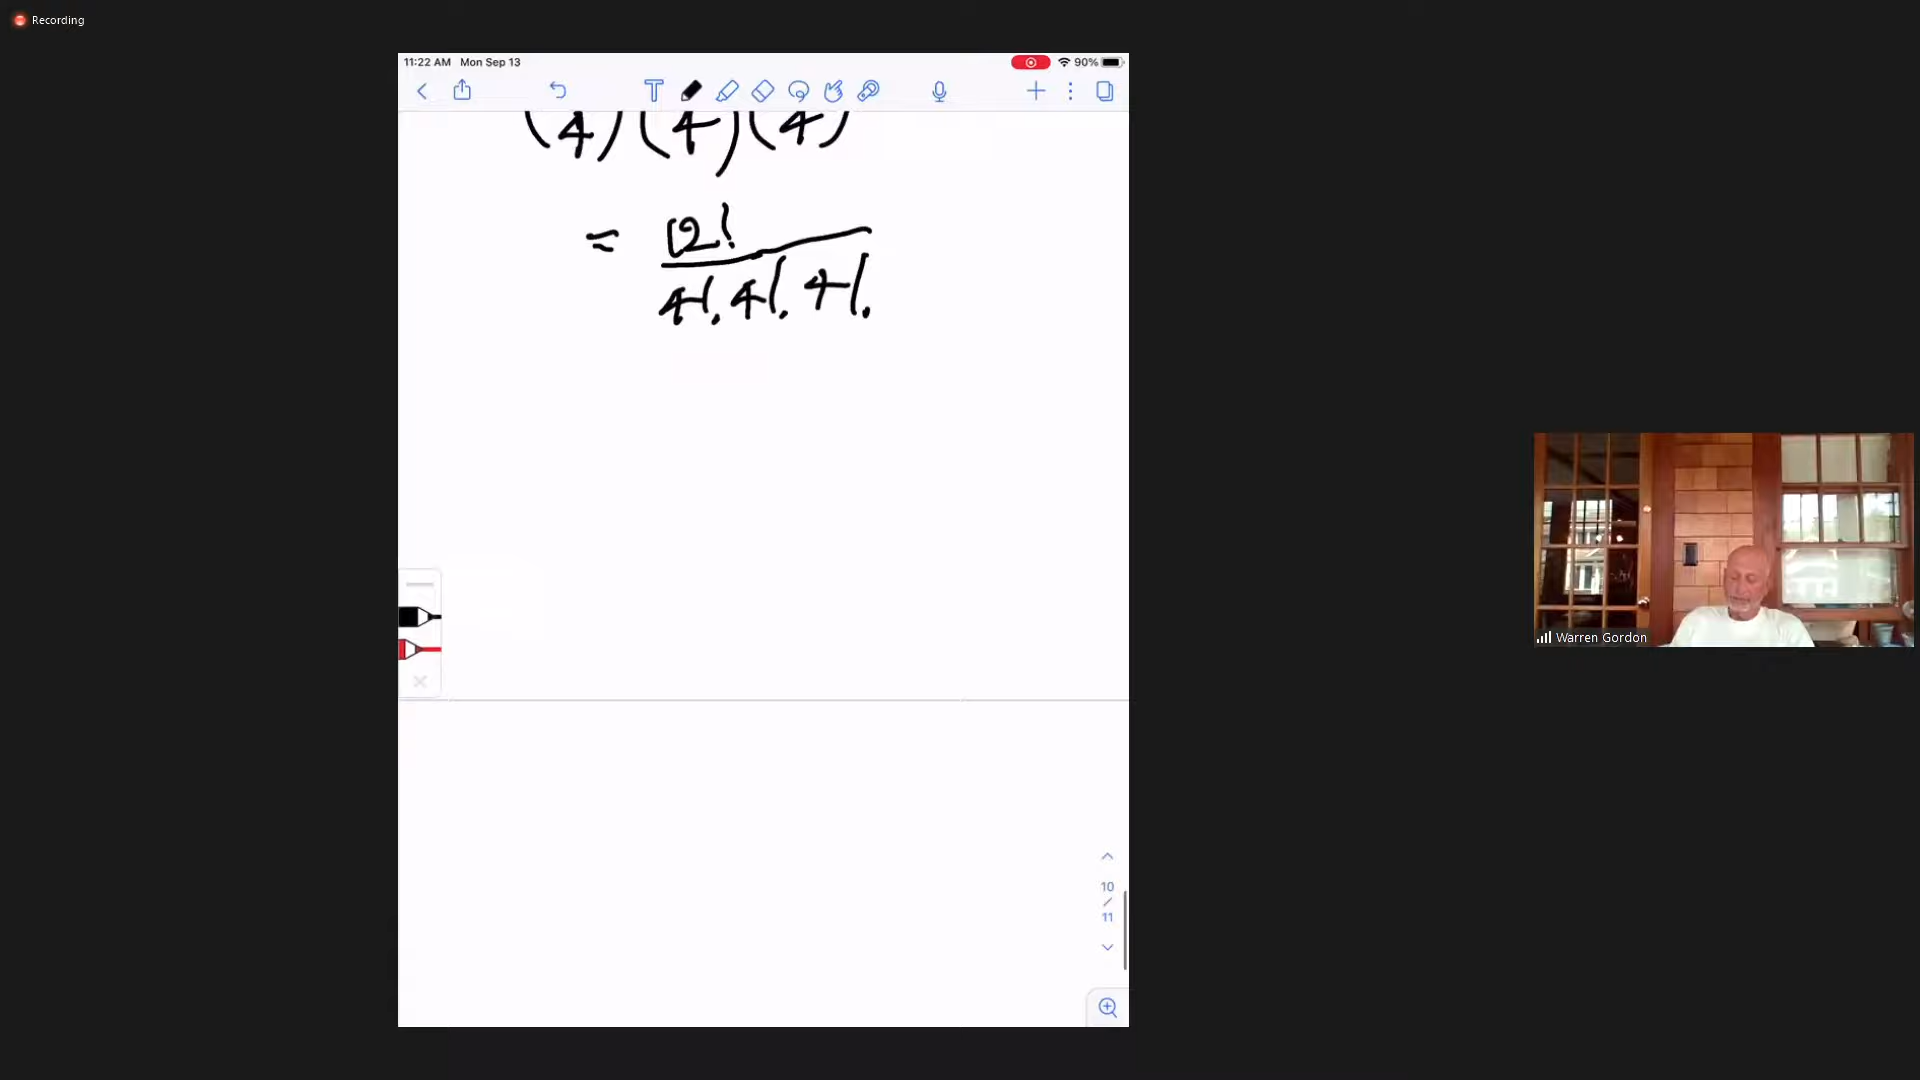 Recording
11:22 AM Mon Sep 13
90%
T
(4) (4) (4)
= 12!
4! 4! 4!
10
/
11
Warren Gordon